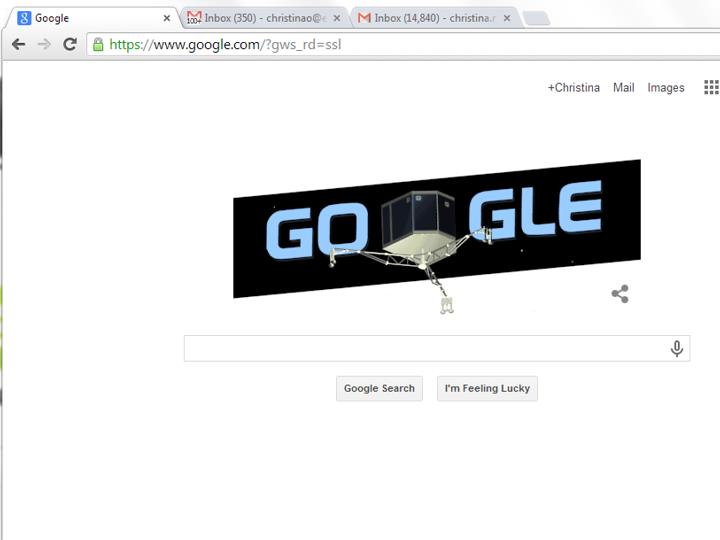 Google
100+
Inbox (350) - christinao@
Inbox (14,840) - christina.
https://www.google.com/?gws_rd=ssl
+Christina Mail Images
GO GLE
Google Search I'm Feeling Lucky